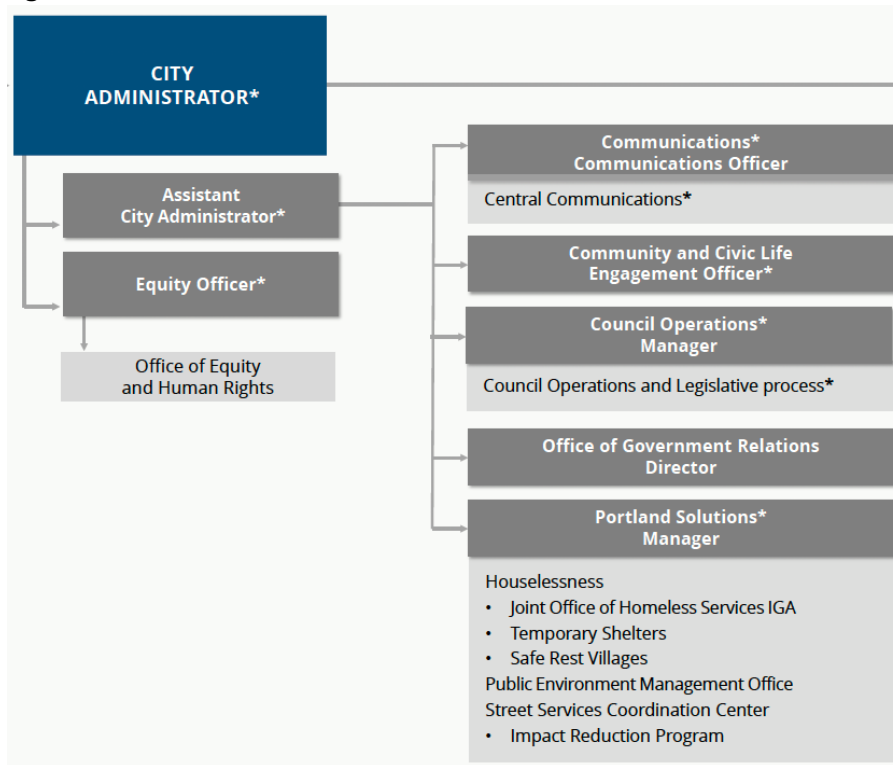 CITY
ADMINISTRATOR*
Assistant
City Administrator*
Equity Officer*
Office of Equity
and Human Rights
Communications*
Communications Officer
Central Communications*
Community and Civic Life
Engagement Officer*
Council Operations*
Manager
Council Operations and Legislative process*
Office of Government Relations
Director
Portland Solutions*
Manager
Houselessness
• Joint Office of Homeless Services IGA
• Temporary Shelters
• Safe Rest Villages
Public Environment Management Office
Street Services Coordination Center
• Impact Reduction Program